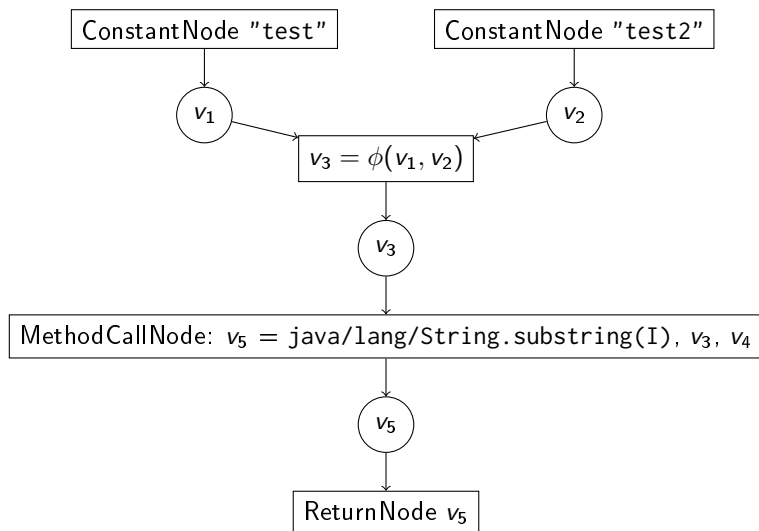 ConstantNode "test" ConstantNode "test2"
v₁ v₂
v₃ = ϕ(v₁, v₂)
v₃
MethodCallNode: v₅ = java/lang/String.substring(I), v₃, v₄
v₅
ReturnNode v₅